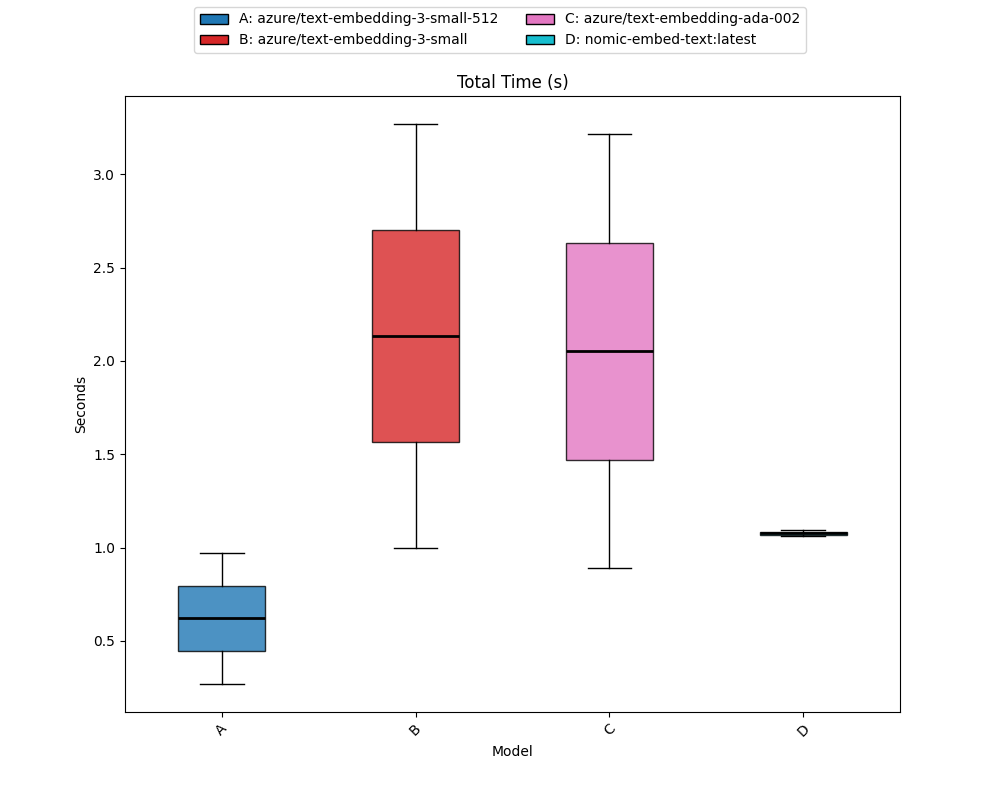 A: azure/text-embedding-3-small-512
B: azure/text-embedding-3-small
C: azure/text-embedding-ada-002
D: nomic-embed-text:latest
Total Time (s)
3.0
2.5
2.0
1.5
1.0
0.5
Seconds
A
B
C
D
Model